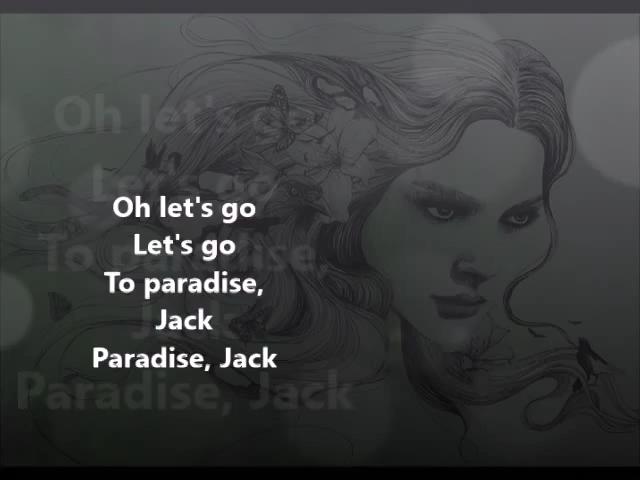 Oh let's go
Let's go
To paradise,
Jack
Paradise, Jack